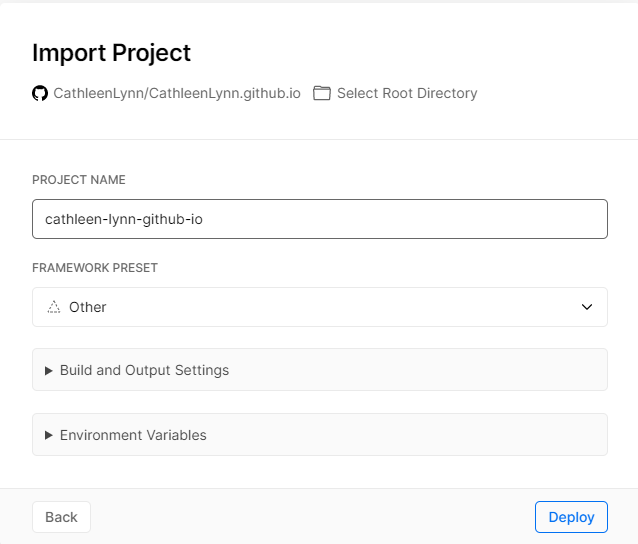 Import Project
CathleenLynn/CathleenLynn.github.io Select Root Directory
PROJECT NAME
cathleen-lynn-github-io
FRAMEWORK PRESET
Other
Build and Output Settings
Environment Variables
Back Deploy